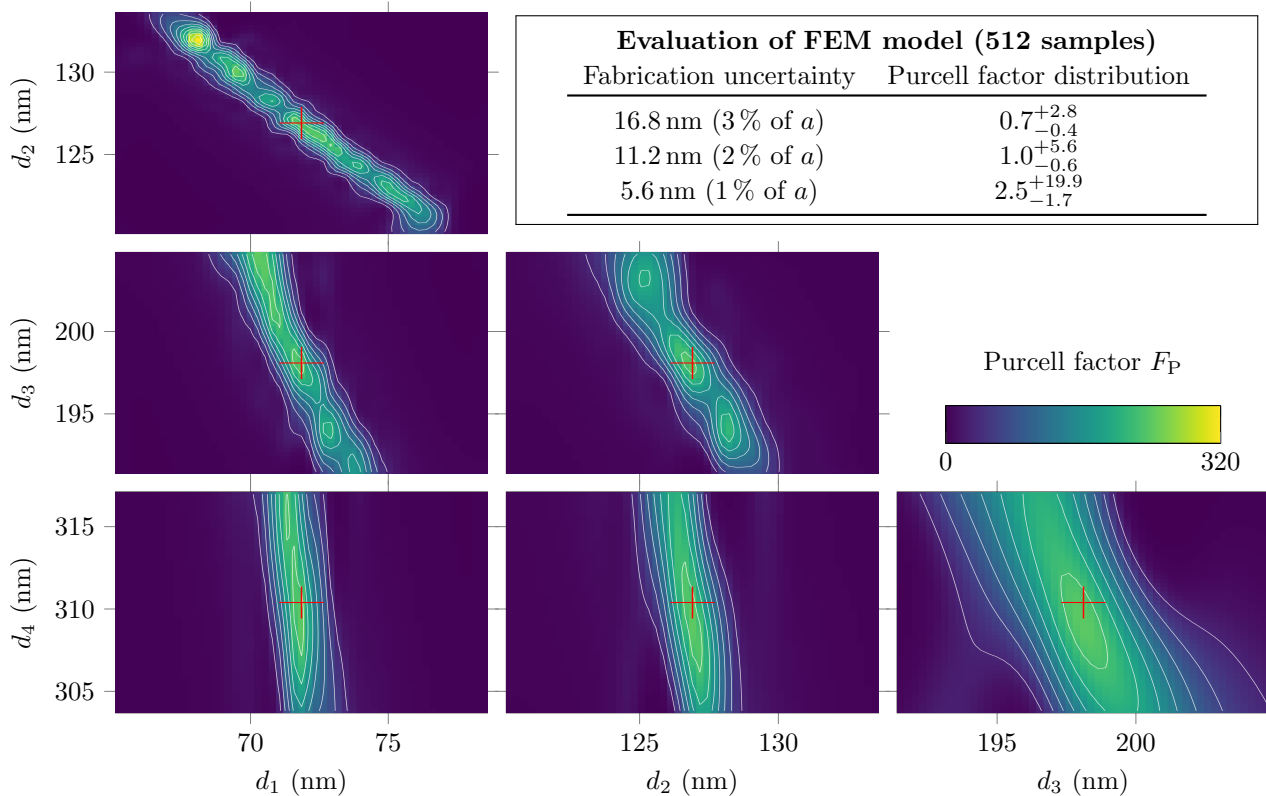 Evaluation of FEM model (512 samples)
Fabrication uncertainty Purcell factor distribution
16.8 nm (3 % of a) 0.7 +2.8 −0.4
11.2 nm (2 % of a) 1.0 +5.6 −0.6
5.6 nm (1 % of a) 2.5 +19.9 −1.7
d2 (nm)
130
125
d3 (nm)
200
195
Purcell factor FP
0 320
d4 (nm)
315
310
305
70 75 125 130 195 200
d1 (nm) d2 (nm) d3 (nm)